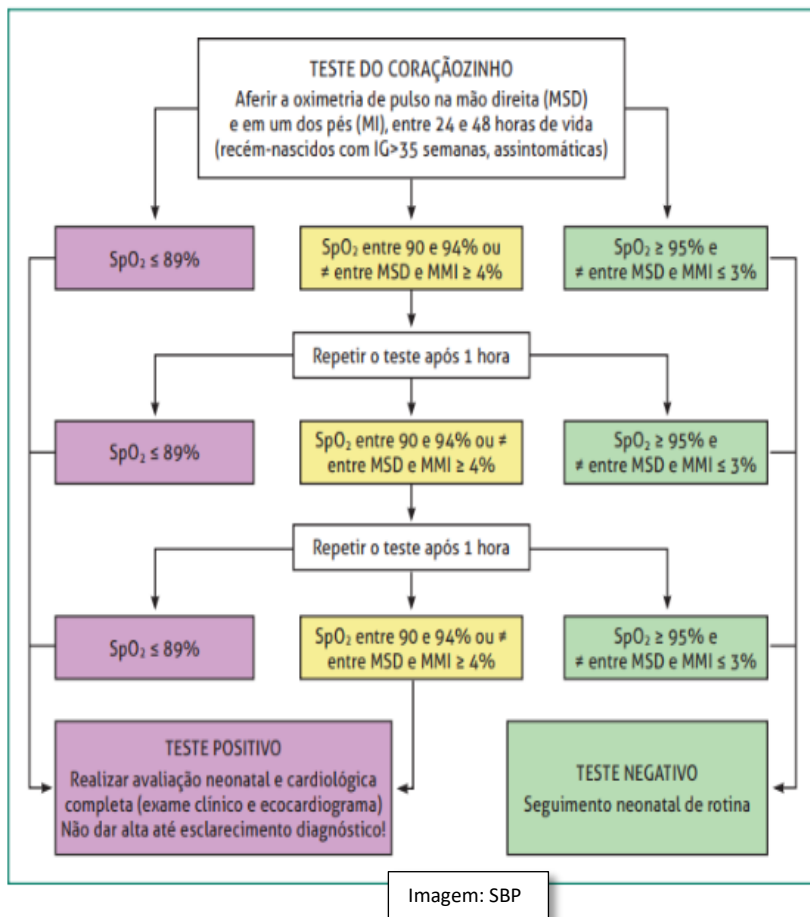 TESTE DO CORAÇÃOZINHO
Aferir a oximetria de pulso na mão direita (MSD)
e em um dos pés (MI), entre 24 e 48 horas de vida
(recém-nascidos com IG>35 semanas, assintomáticas)
SpO₂ ≤ 89%
SpO₂ entre 90 e 94% ou
≠ entre MSD e MMI ≥ 4%
SpO₂ ≥ 95% e
≠ entre MSD e MMI ≤ 3%
Repetir o teste após 1 hora
SpO₂ ≤ 89%
SpO₂ entre 90 e 94% ou ≠
entre MSD e MMI ≥ 4%
SpO₂ ≥ 95% e
≠ entre MSD e MMI ≤ 3%
Repetir o teste após 1 hora
SpO₂ ≤ 89%
SpO₂ entre 90 e 94% ou ≠
entre MSD e MMI ≥ 4%
SpO₂ ≥ 95% e
≠ entre MSD e MMI ≤ 3%
TESTE POSITIVO
Realizar avaliação neonatal e cardiológica
completa (exame clínico e ecocardiograma)
Não dar alta até esclarecimento diagnóstico!
TESTE NEGATIVO
Seguimento neonatal de rotina
Imagem: SBP